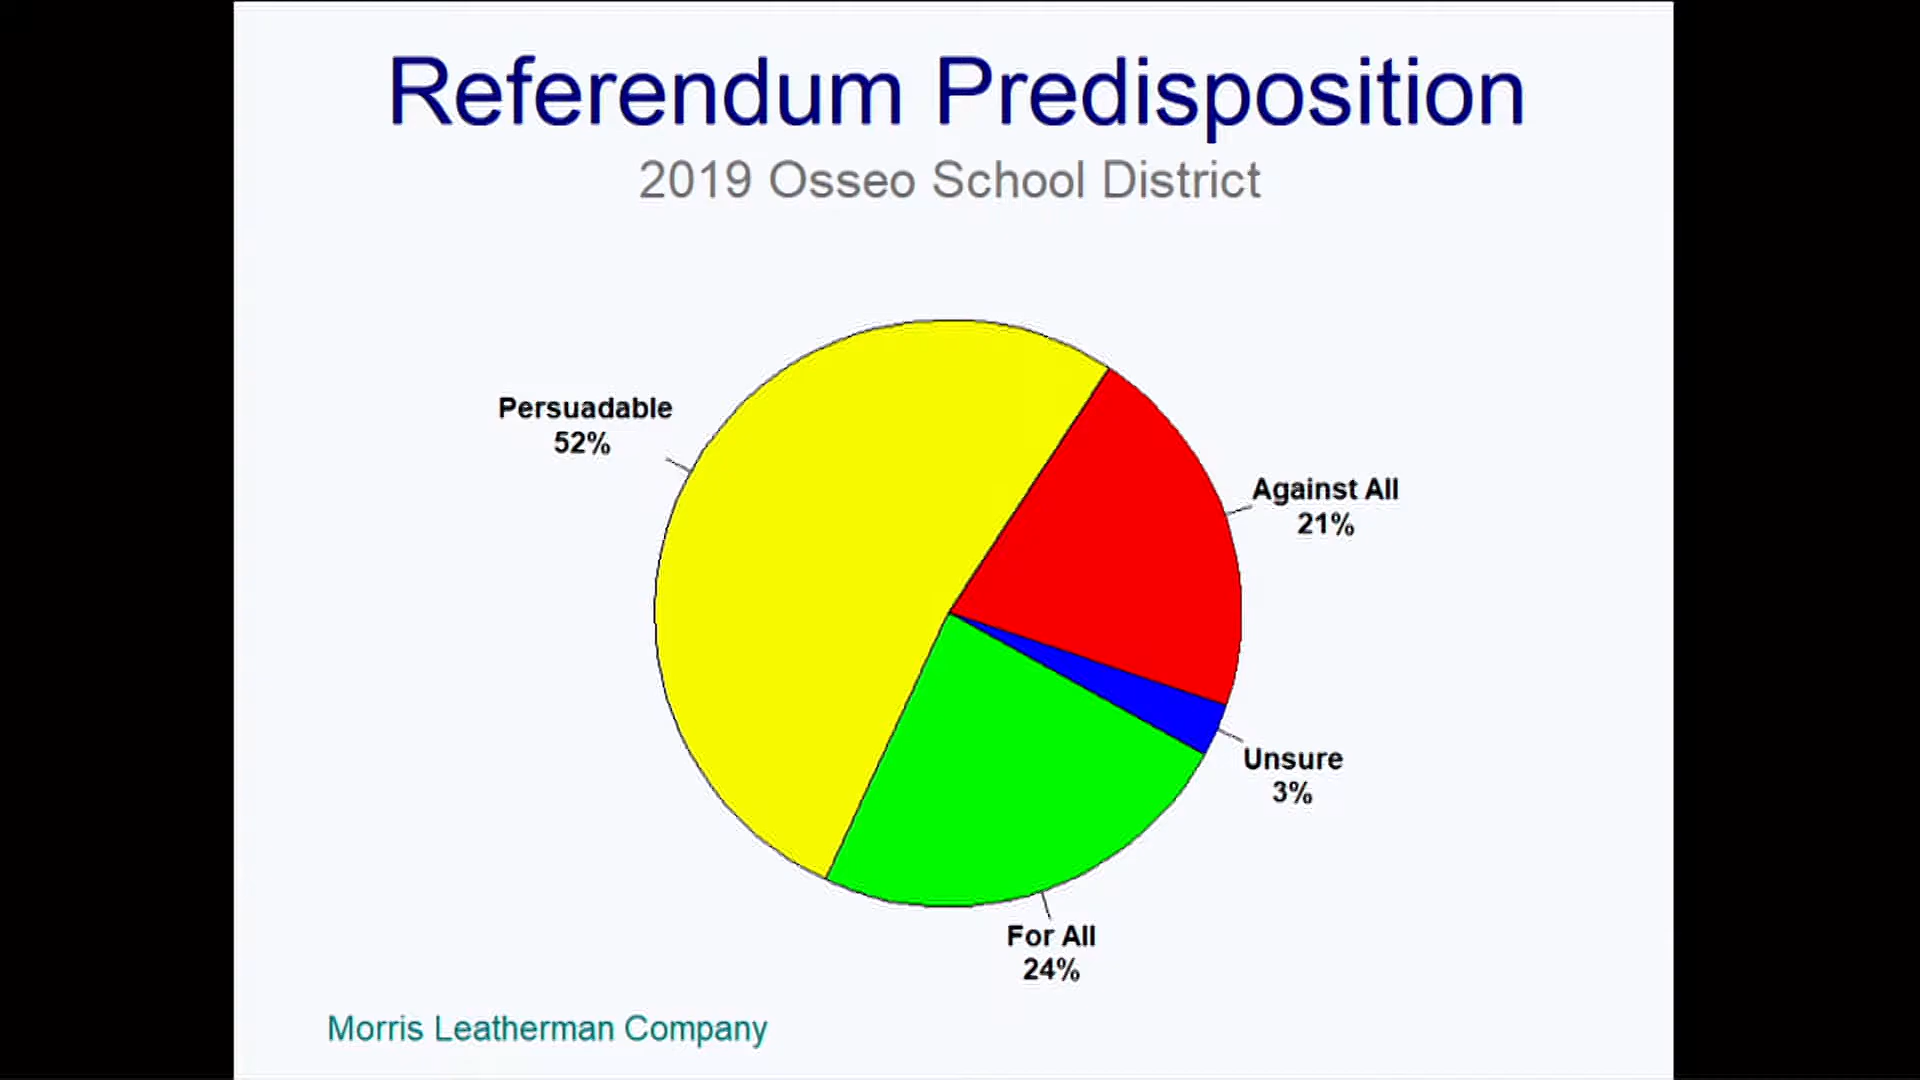 Referendum Predisposition
2019 Osseo School District
Persuadable
52%
Against All
21%
Unsure
3%
For All
24%
Morris Leatherman Company